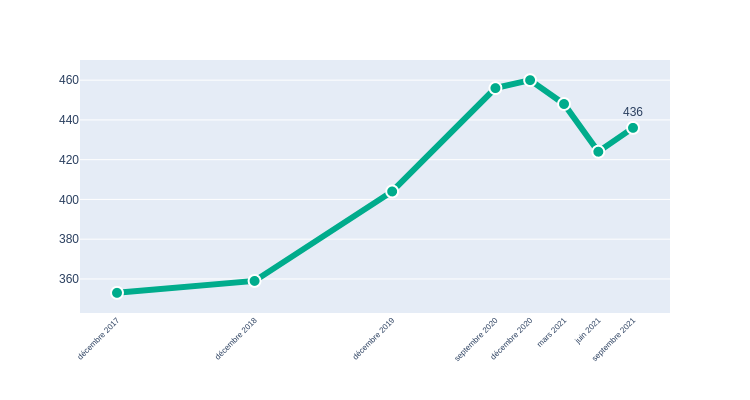 460
440
420
400
380
360
436
décembre 2017
décembre 2018
décembre 2019
septembre 2020
décembre 2020
mars 2021
juin 2021
septembre 2021